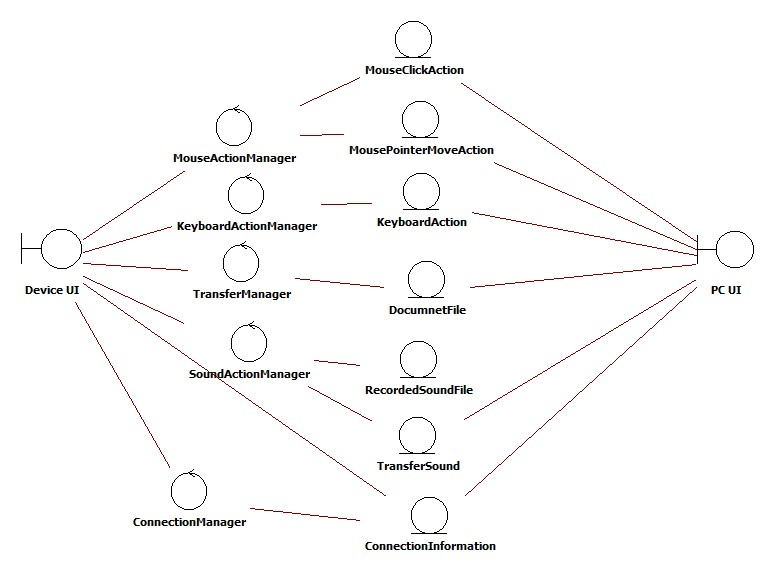 MouseClickAction
MouseActionManager
MousePointerMoveAction
KeyboardActionManager
KeyboardAction
Device UI
PC UI
TransferManager
DocumnetFile
SoundActionManager
RecordedSoundFile
TransferSound
ConnectionManager
ConnectionInformation